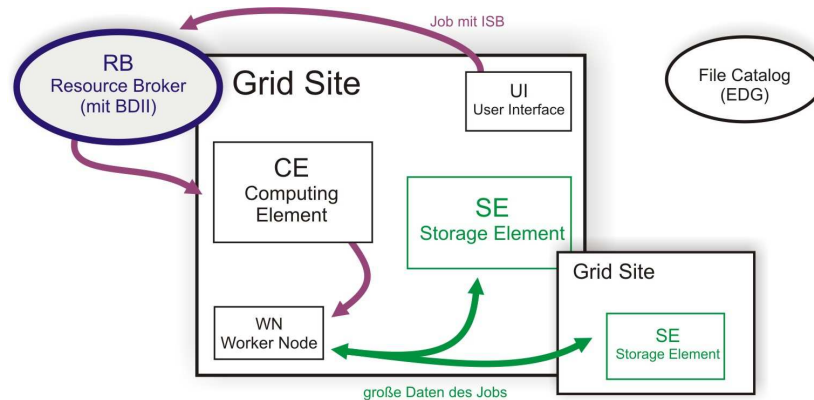 Job mit ISB
RB
Resource Broker
(mit BDII)
Grid Site
UI
User Interface
File Catalog
(EDG)
CE
Computing
Element
SE
Storage Element
Grid Site
WN
Worker Node
SE
Storage Element
große Daten des Jobs